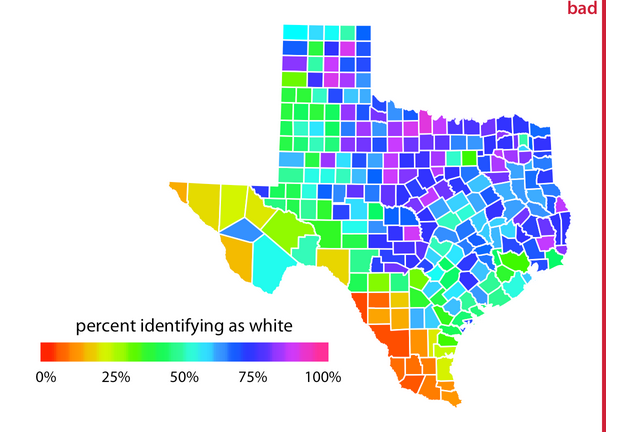 bad
percent identifying as white
0% 25% 50% 75% 100%